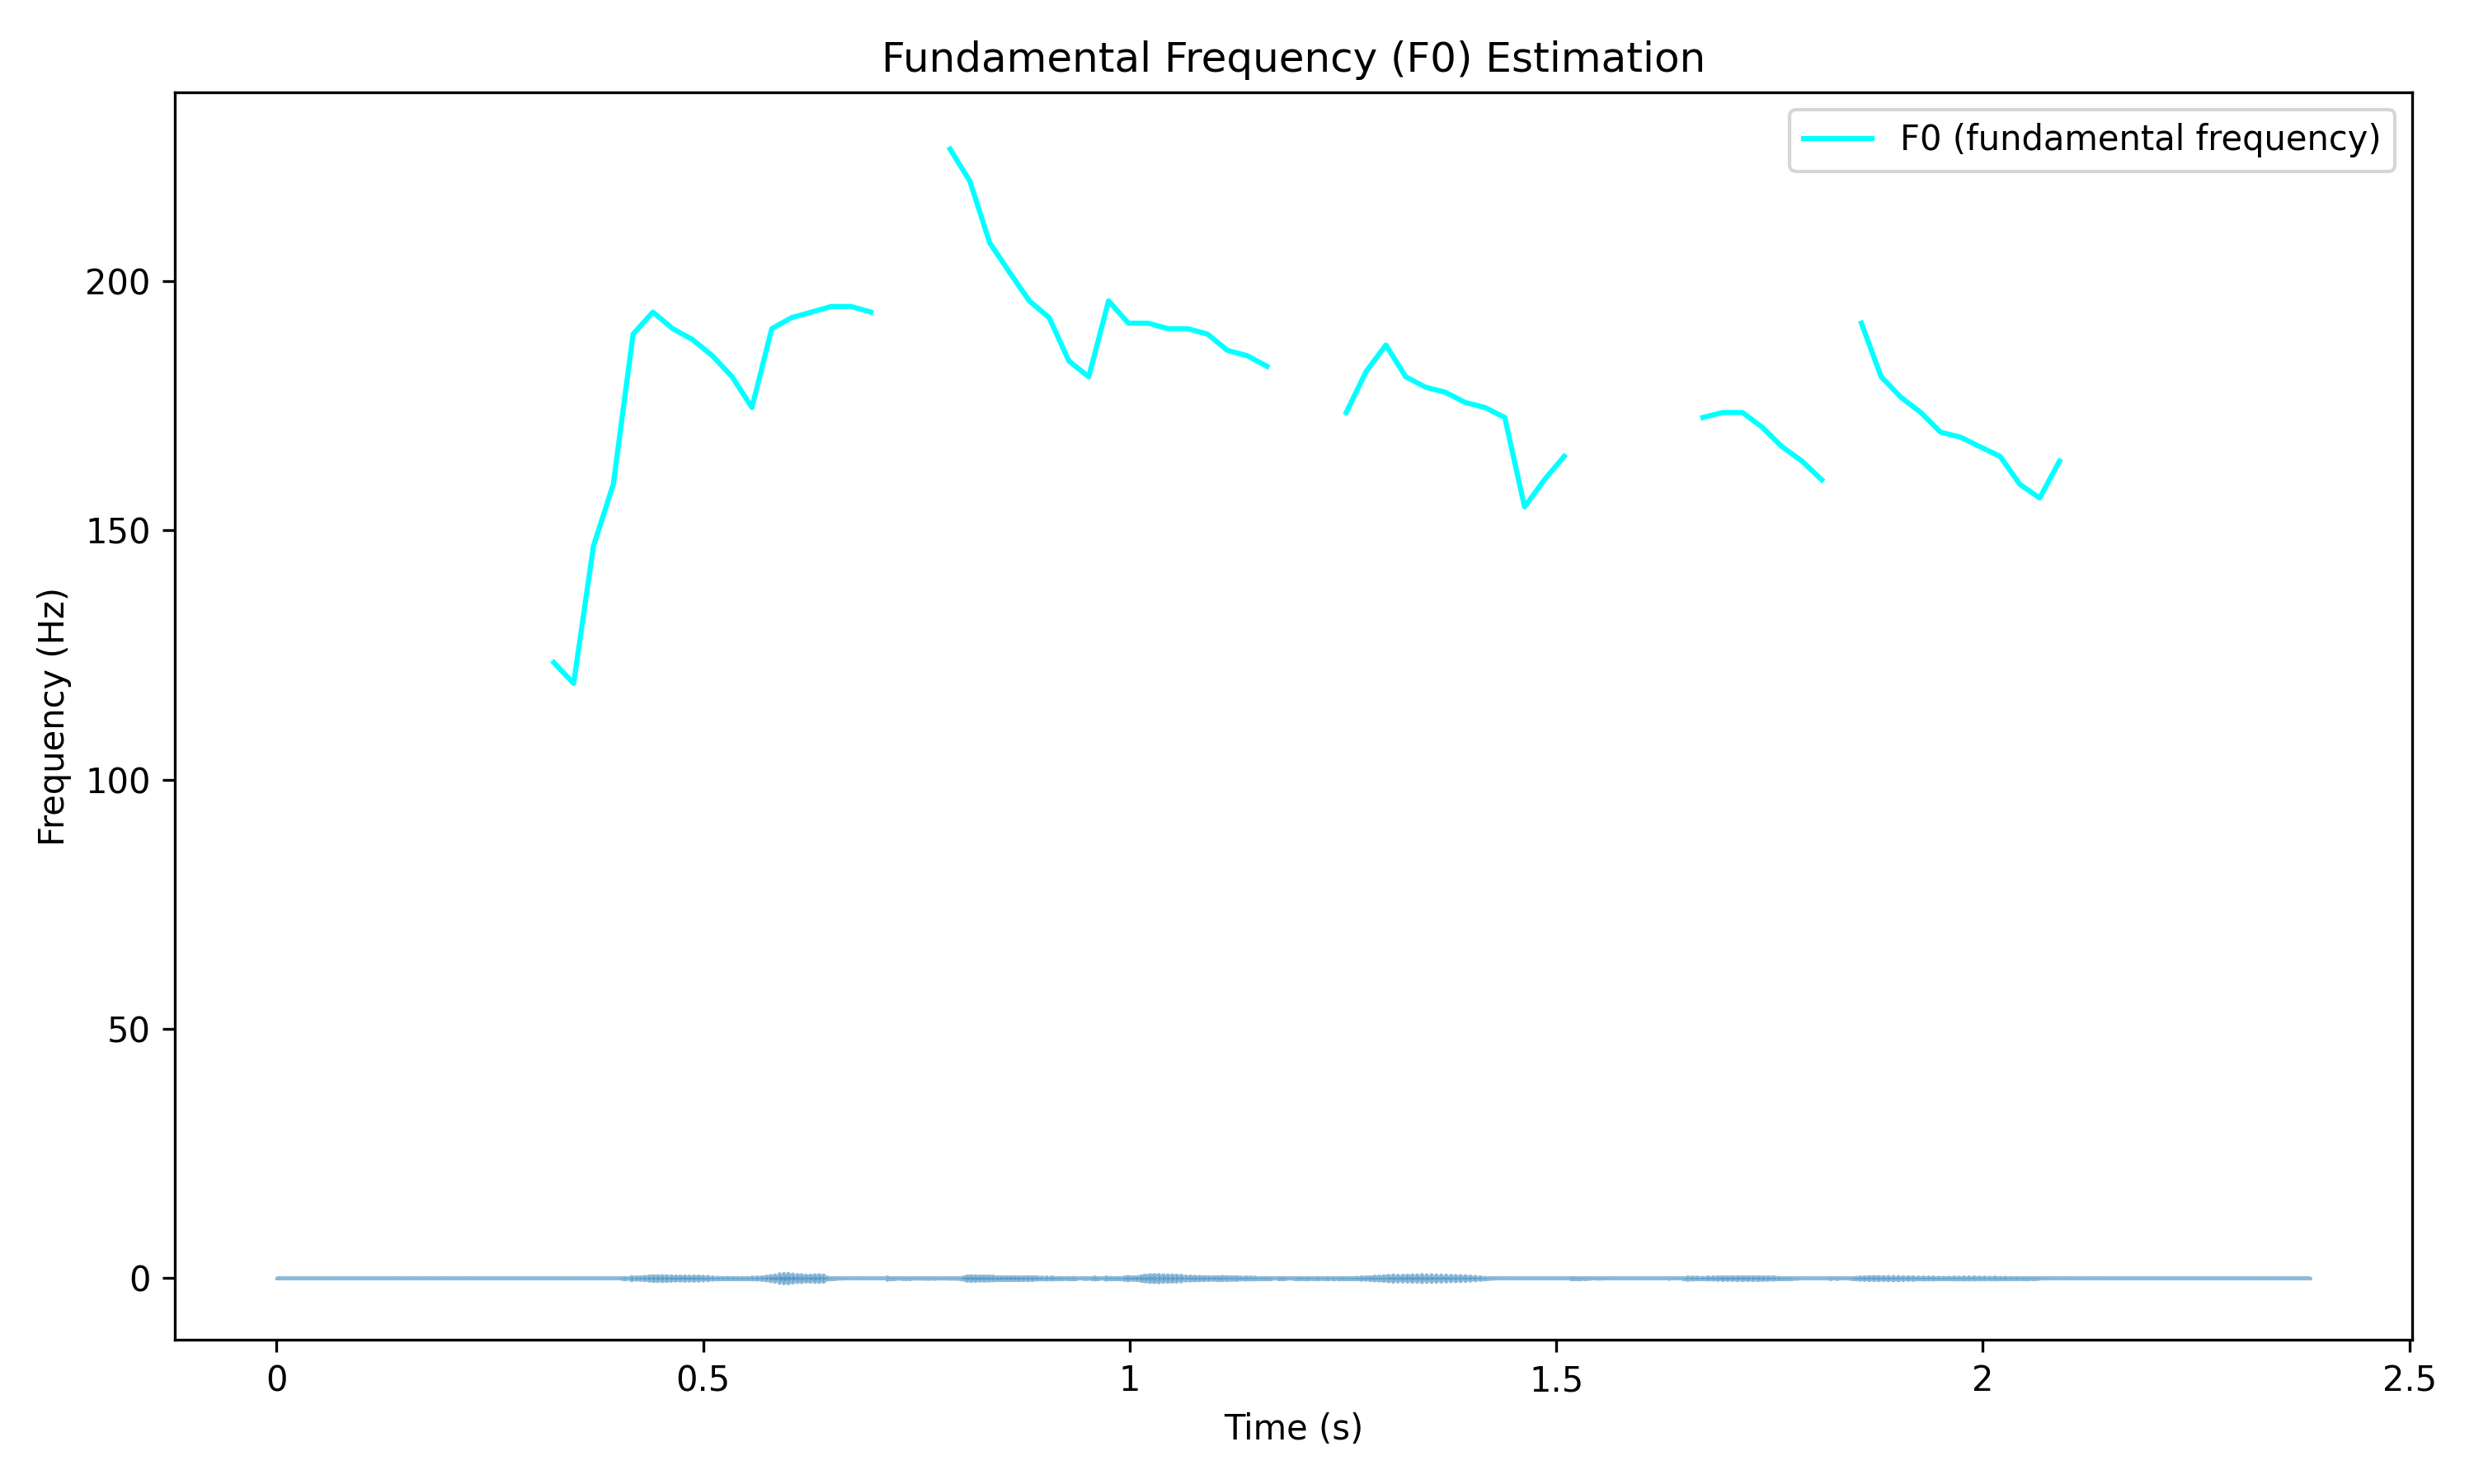 Fundamental Frequency (F0) Estimation
F0 (fundamental frequency)
Frequency (Hz)
200
150
100
50
0
0 0.5 1 1.5 2 2.5
Time (s)